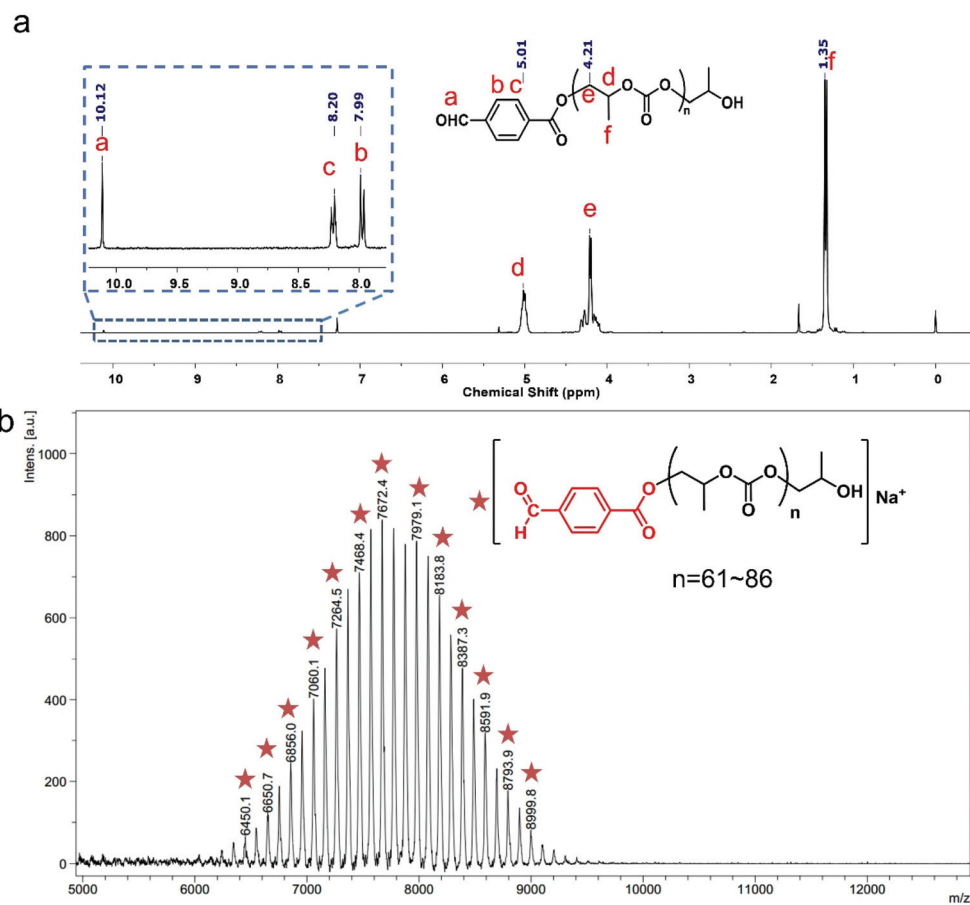 a
10.12
8.20
7.99
a
c
b
10.0
9.5
9.0
8.5
8.0
5.01
4.21
1.35
f
a
b
c
d
e
f
OHC
O
O
O
O
O
n
OH
d
e
10
9
8
7
6
5
4
3
2
1
0
Chemical Shift (ppm)
b
Intens. [a.u.]
1000
800
600
400
200
0
6450.1
6650.7
6856.0
7060.1
7264.5
7468.4
7672.4
7979.1
8183.8
8387.3
8591.9
8793.9
8999.8
O
H
O
O
O
O
O
n
OH
Na+
n=61~86
5000
6000
7000
8000
9000
10000
11000
12000
m/z